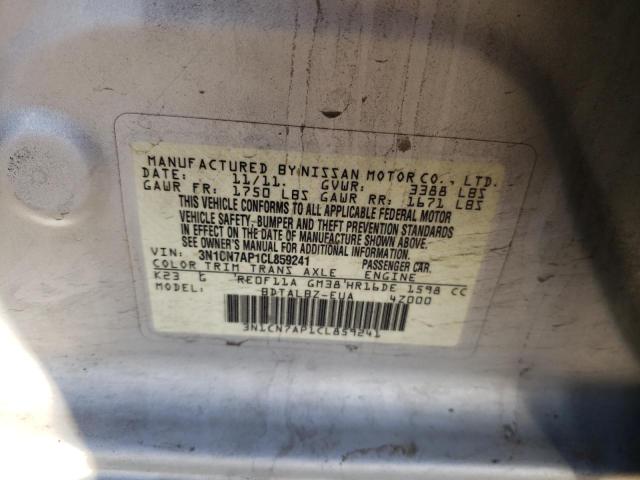 MANUFACTURED BY NISSAN MOTOR CO., LTD.
DATE: 11/11. GVWR: 3388 LBS
GAWR FR: 1750 LBS GAWR RR: 1671 LBS
THIS VEHICLE CONFORMS TO ALL APPLICABLE FEDERAL MOTOR
VEHICLE SAFETY, BUMPER AND THEFT PREVENTION STANDARDS
IN EFFECT ON THE DATE OF MANUFACTURE SHOWN ABOVE.
SEE OWNER'S MANUAL FOR ADDITIONAL INFORMATION.
VIN: 3N1CN7AP1CL859241 PASSENGER CAR.
COLOR TRIM TRANS AXLE ENGINE
K23 G RE0F11A GM38 HR16DE 1598 CC
BDTALBZ-EUA 47000
3N1CN7AP1CL859241